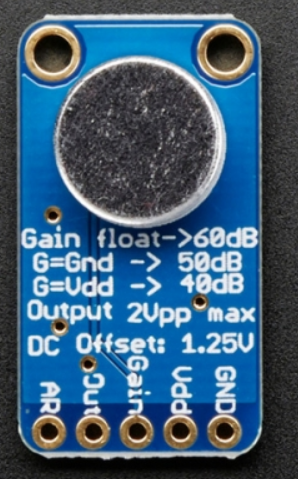 Gain float->60dB
G=Gnd -> 50dB
G=Vdd -> 40dB
Output 2Vpp max
DC Offset: 1.25V
AR Out Gain Vdd GND